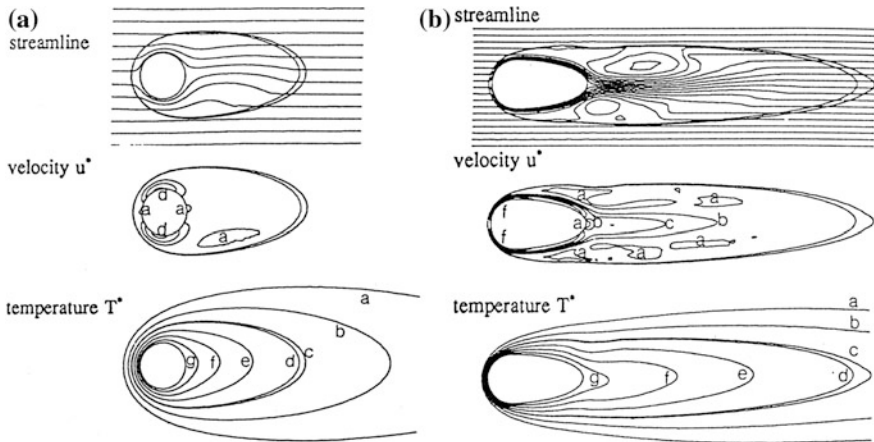 (a)
streamline
velocity u*
d
a
a
d
a
temperature T*
a
b
c
d
e
f
g
(b)
streamline
velocity u*
a
a
f
a
b
c
b
f
a
a
a
temperature T*
a
b
c
d
e
f
g